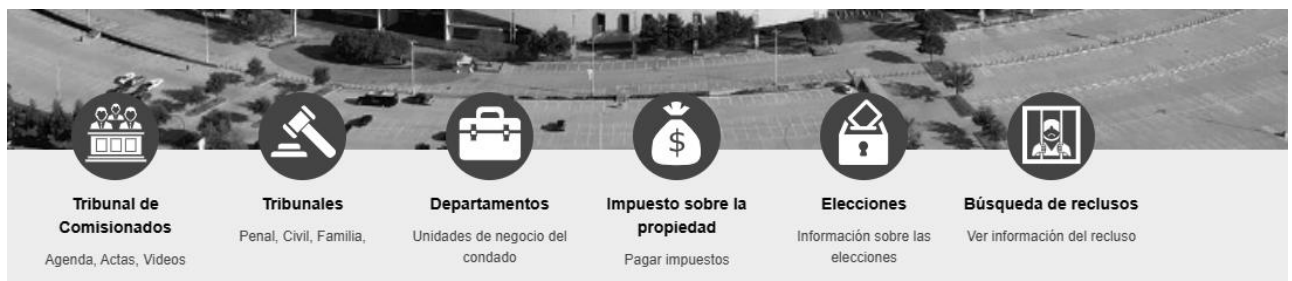 Tribunal de
Comisionados
Agenda, Actas, Videos
Tribunales
Penal, Civil, Familia,
Departamentos
Unidades de negocio del
condado
Impuesto sobre la
propiedad
Pagar impuestos
$
Elecciones
Información sobre las
elecciones
Búsqueda de reclusos
Ver información del recluso